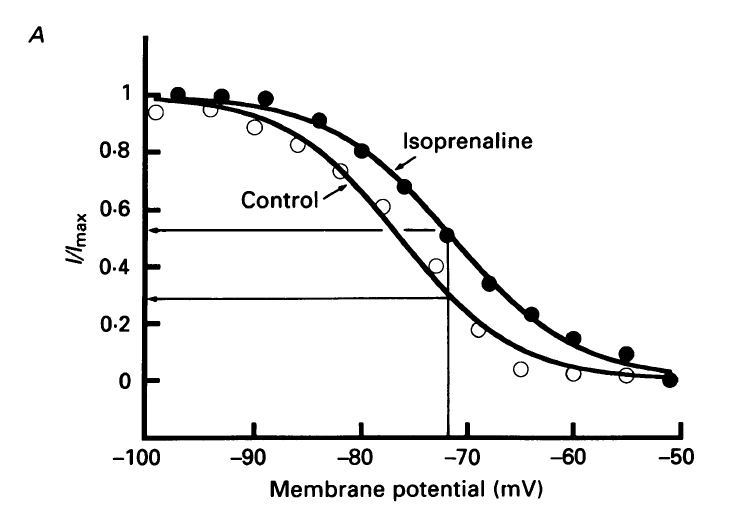 A
1
0·8
0·6
0·4
0·2
0
I/Imax
Isoprenaline
Control
−100
−90
−80
−70
−60
−50
Membrane potential (mV)